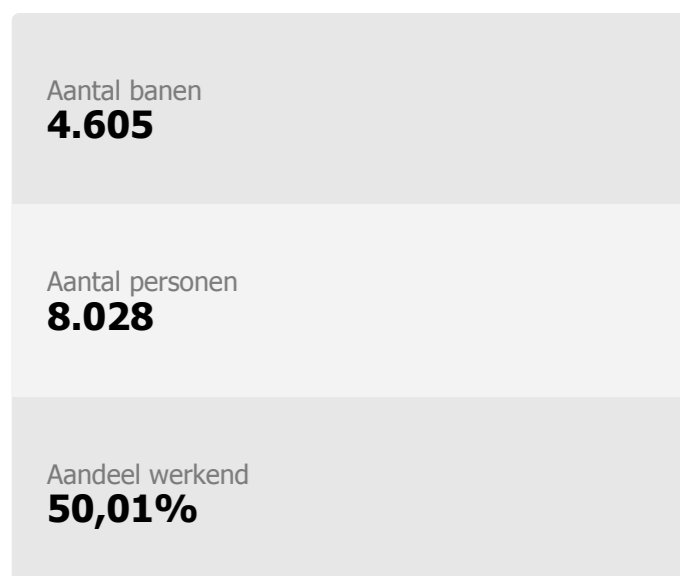 Aantal banen
4.605
Aantal personen
8.028
Aandeel werkend
50,01%